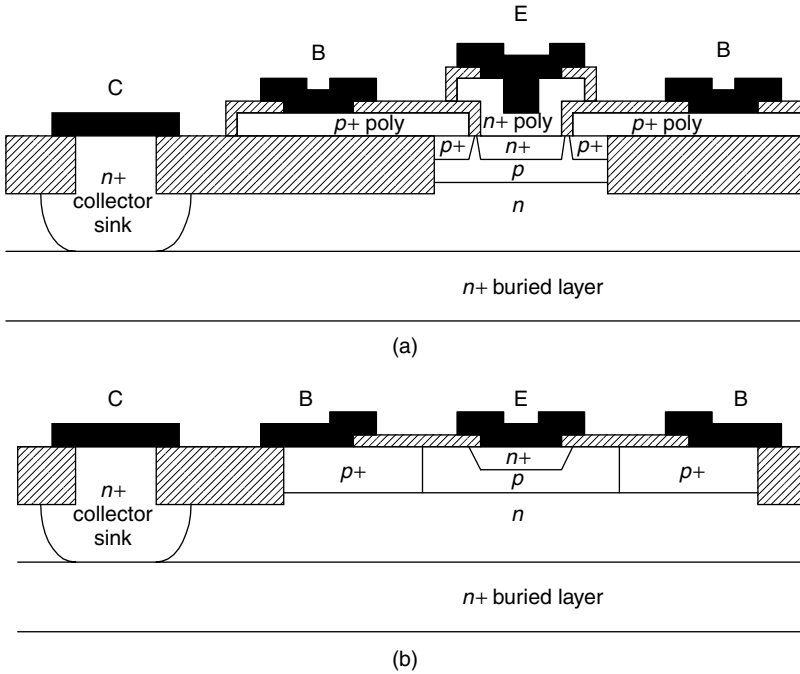 E
B B
C
p+ poly n+ poly p+ poly
p+ n+ p+
p
n+
collector
sink
n
n+ buried layer
(a)
C B E B
n+
p+ p p+
n+
collector
sink
n
n+ buried layer
(b)